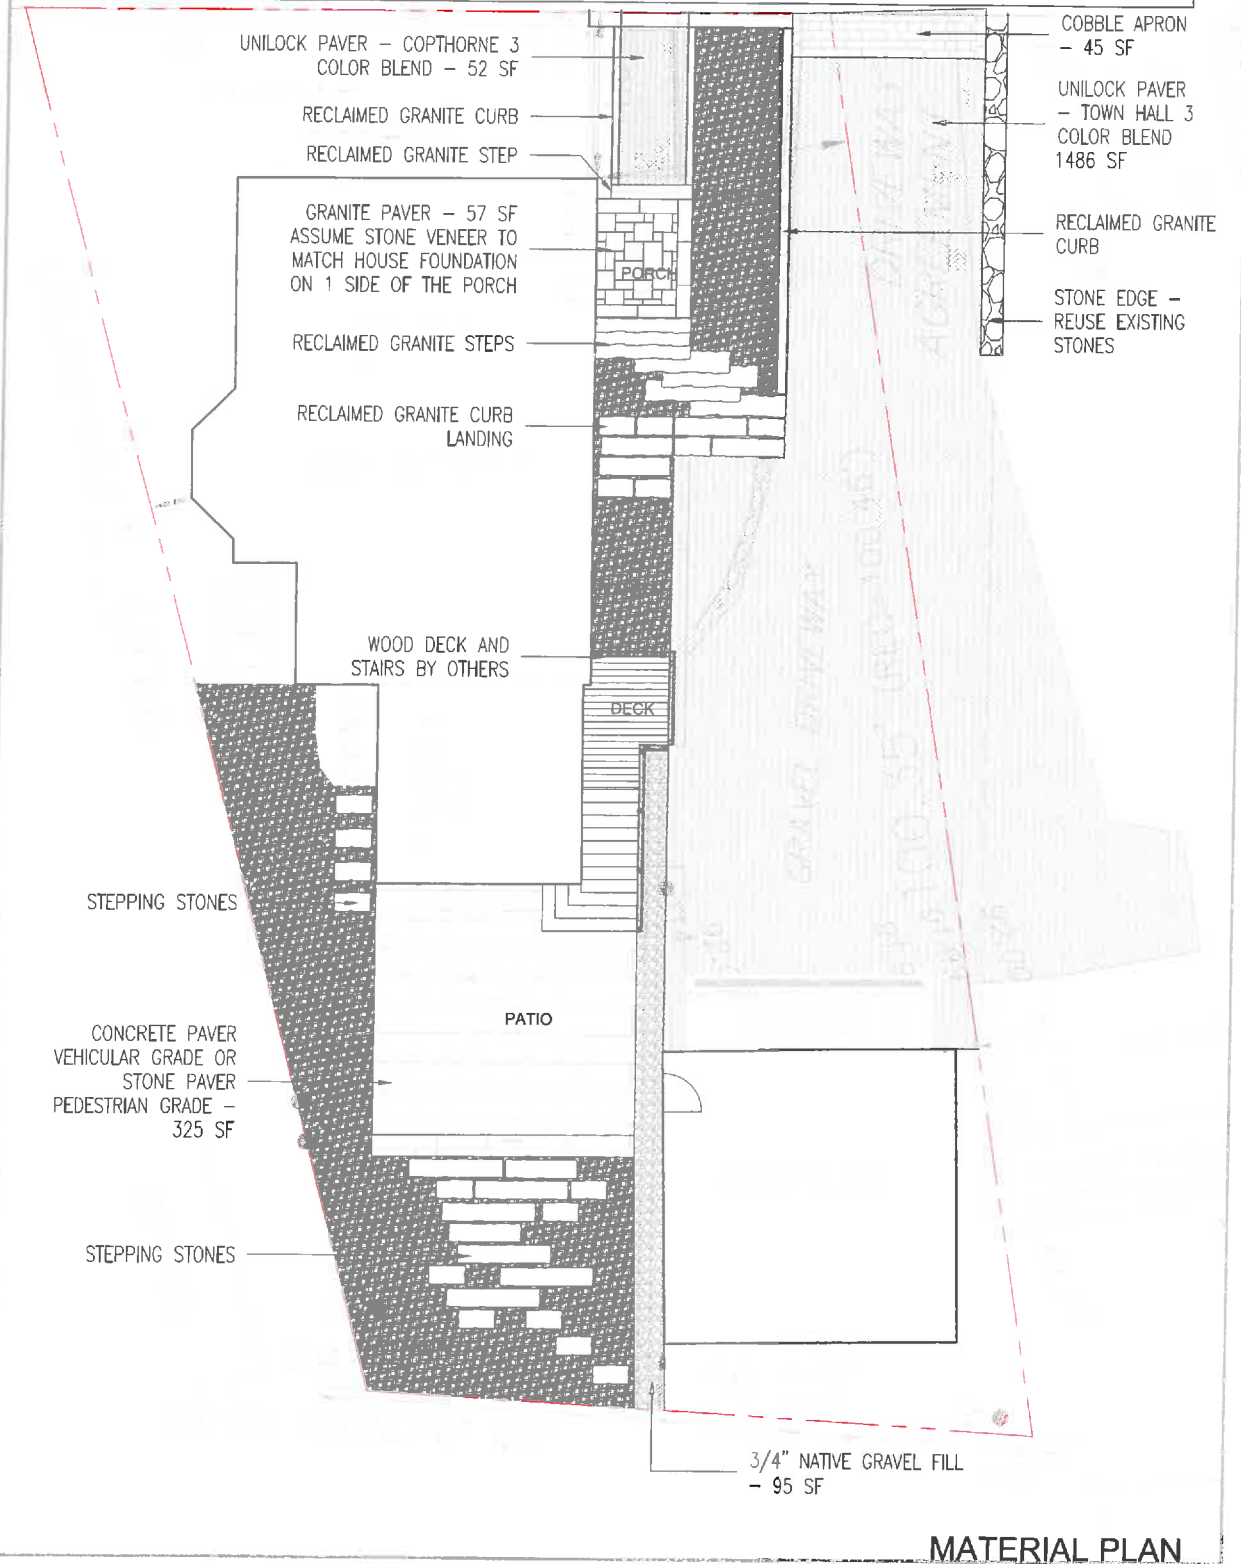 UNILOCK PAVER – COPTHORNE 3
COLOR BLEND – 52 SF
RECLAIMED GRANITE CURB
RECLAIMED GRANITE STEP
GRANITE PAVER – 57 SF
ASSUME STONE VENEER TO
MATCH HOUSE FOUNDATION
ON 1 SIDE OF THE PORCH
PORCH
RECLAIMED GRANITE STEPS
RECLAIMED GRANITE CURB
LANDING
WOOD DECK AND
STAIRS BY OTHERS
DECK
STEPPING STONES
PATIO
CONCRETE PAVER
VEHICULAR GRADE OR
STONE PAVER
PEDESTRIAN GRADE –
325 SF
STEPPING STONES
COBBLE APRON
– 45 SF
UNILOCK PAVER
– TOWN HALL 3
COLOR BLEND
1486 SF
RECLAIMED GRANITE
CURB
STONE EDGE –
REUSE EXISTING
STONES
DRIVEWAY
AGREEMENT
GRAVEL DRIVEWAY
3/4" NATIVE GRAVEL FILL
– 95 SF
MATERIAL PLAN